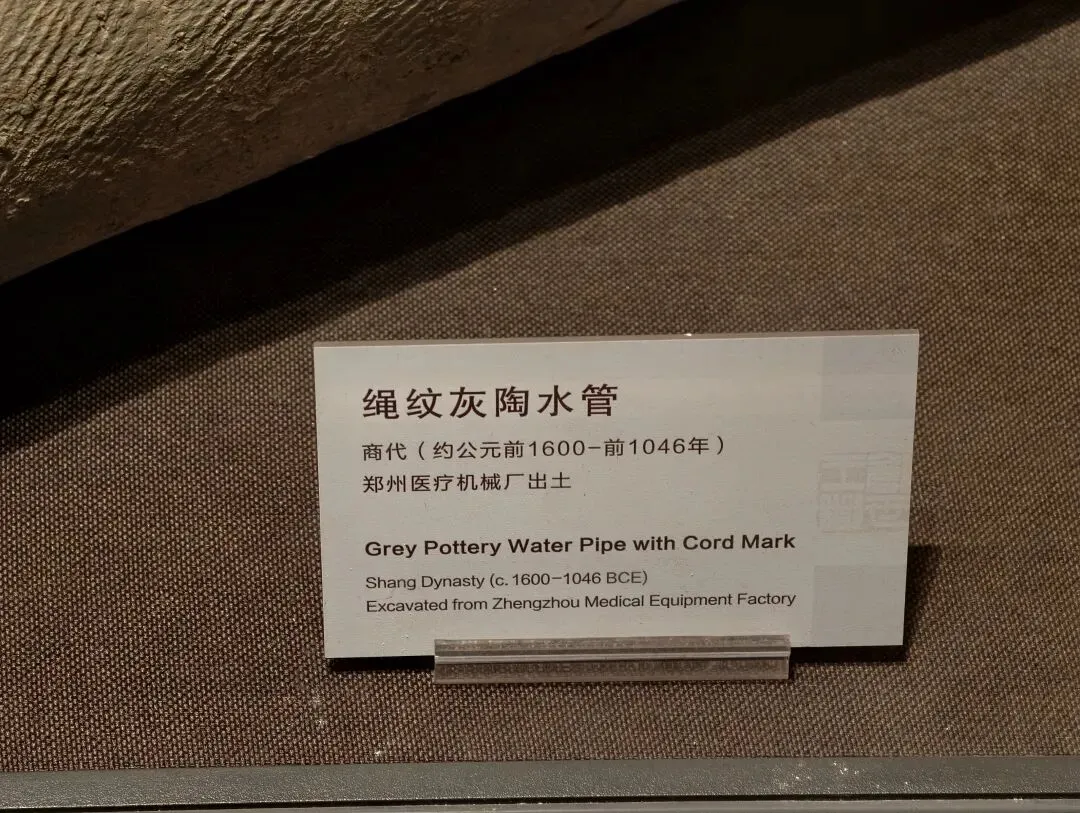 绳纹灰陶水管
商代（约公元前1600-前1046年）
郑州医疗机械厂出土
Grey Pottery Water Pipe with Cord Mark
Shang Dynasty (c. 1600-1046 BCE)
Excavated from Zhengzhou Medical Equipment Factory